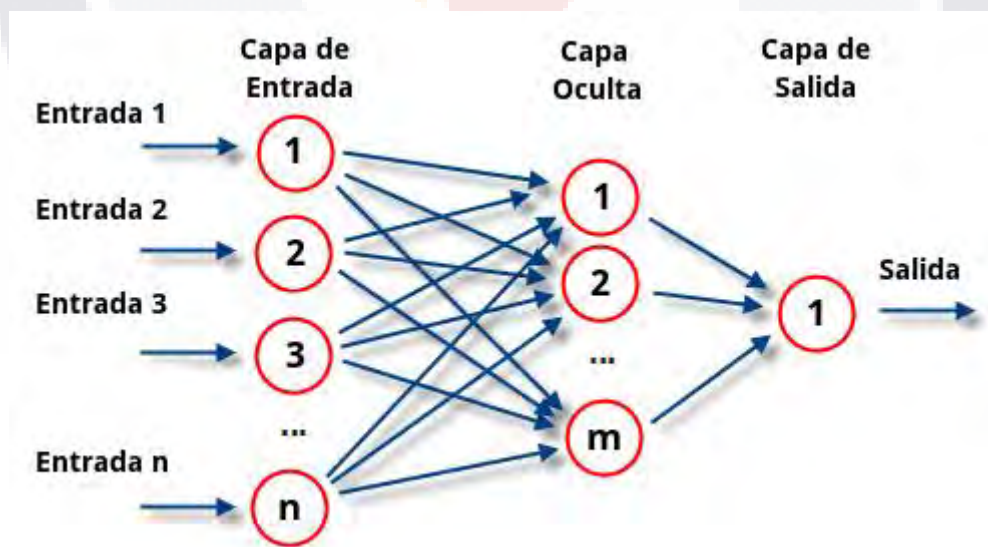 Capa de
Entrada
Capa
Oculta
Capa de
Salida
Entrada 1
1
Entrada 2
2
Entrada 3
3
...
Entrada n
n
1
2
...
m
1
Salida